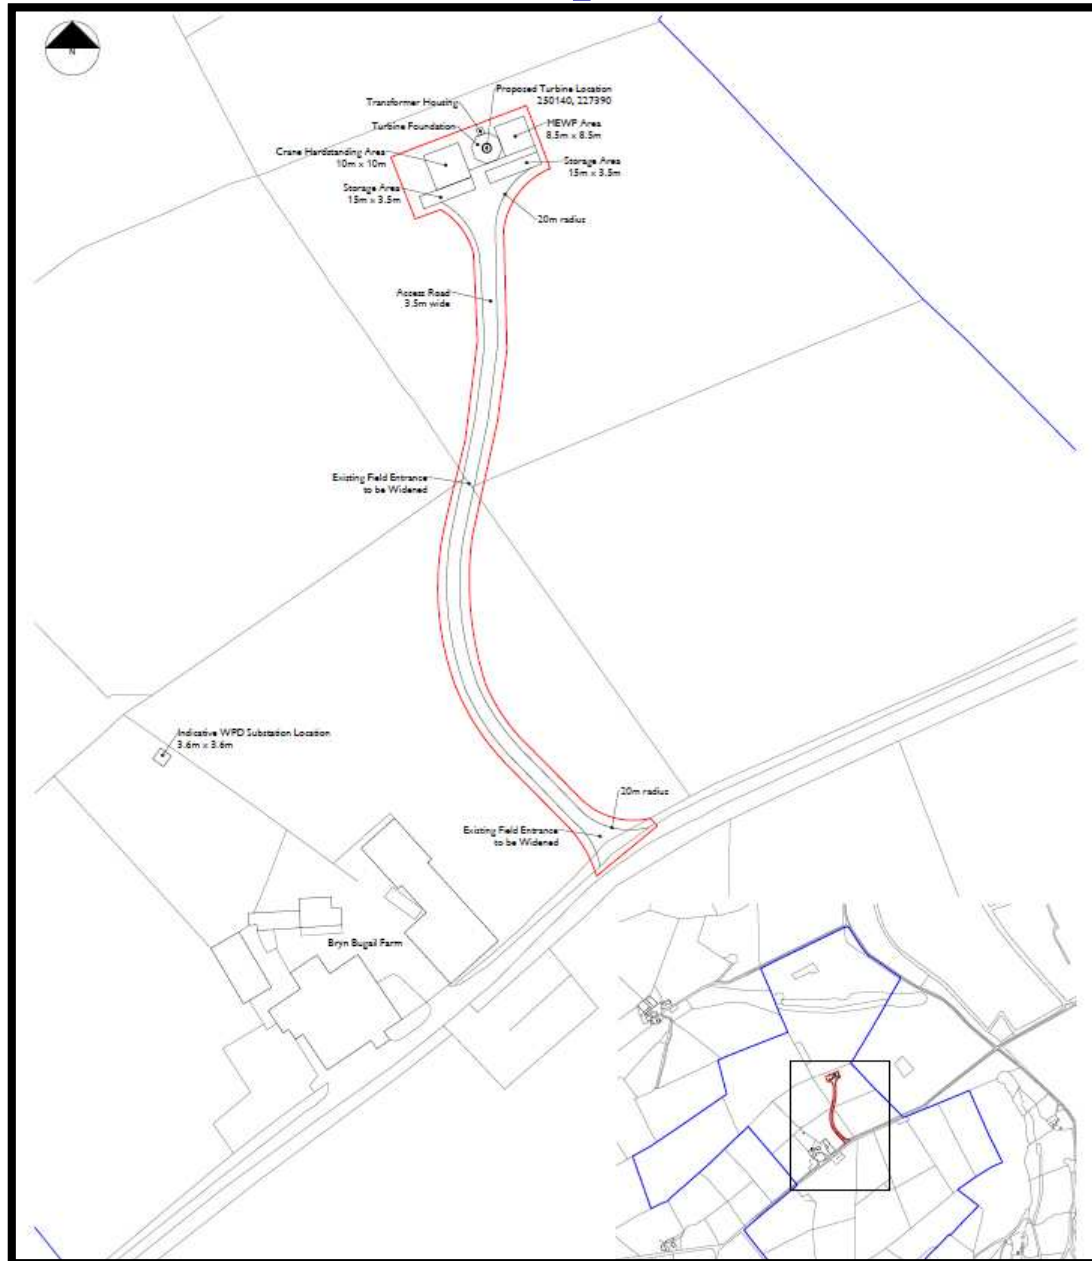 N
Proposed Turbine Location
250140, 227390
Transformer Housing
Turbine Foundation
MEWP Area
8.5m x 8.5m
Crane Hardstanding Area
10m x 10m
Storage Area
15m x 3.5m
Storage Area
15m x 3.5m
20m radius
Access Road
3.5m wide
Existing Field Entrance
to be Widened
Indicative WPD Substation Location
3.6m x 3.6m
20m radius
Existing Field Entrance
to be Widened
Bryn Bugail Farm